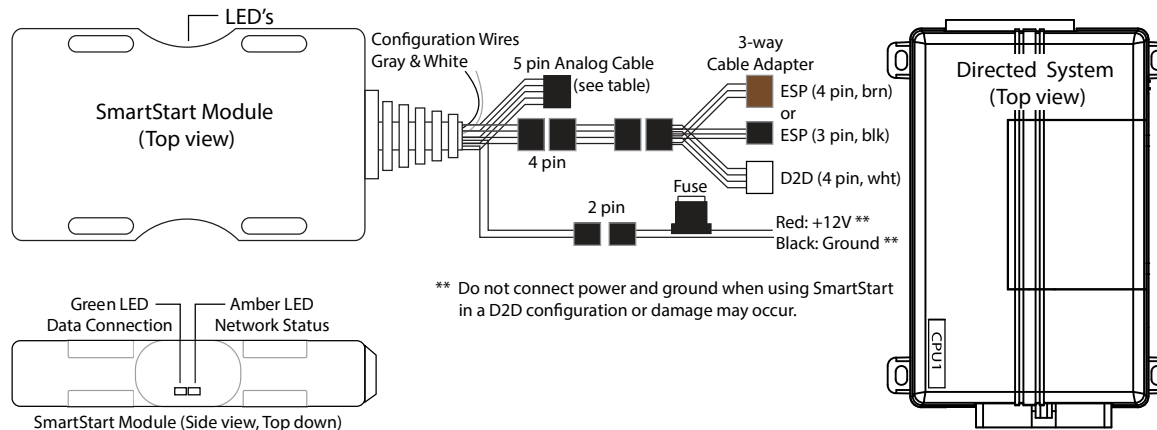 LED's
SmartStart Module
(Top view)
Configuration Wires
Gray & White
5 pin Analog Cable
(see table)
3-way
Cable Adapter
ESP (4 pin, brn)
or
ESP (3 pin, blk)
4 pin
D2D (4 pin, wht)
Fuse
2 pin
Red: +12V **
Black: Ground **
** Do not connect power and ground when using SmartStart
in a D2D configuration or damage may occur.
Directed System
(Top view)
CPU1
Green LED
Data Connection
Amber LED
Network Status
SmartStart Module (Side view, Top down)